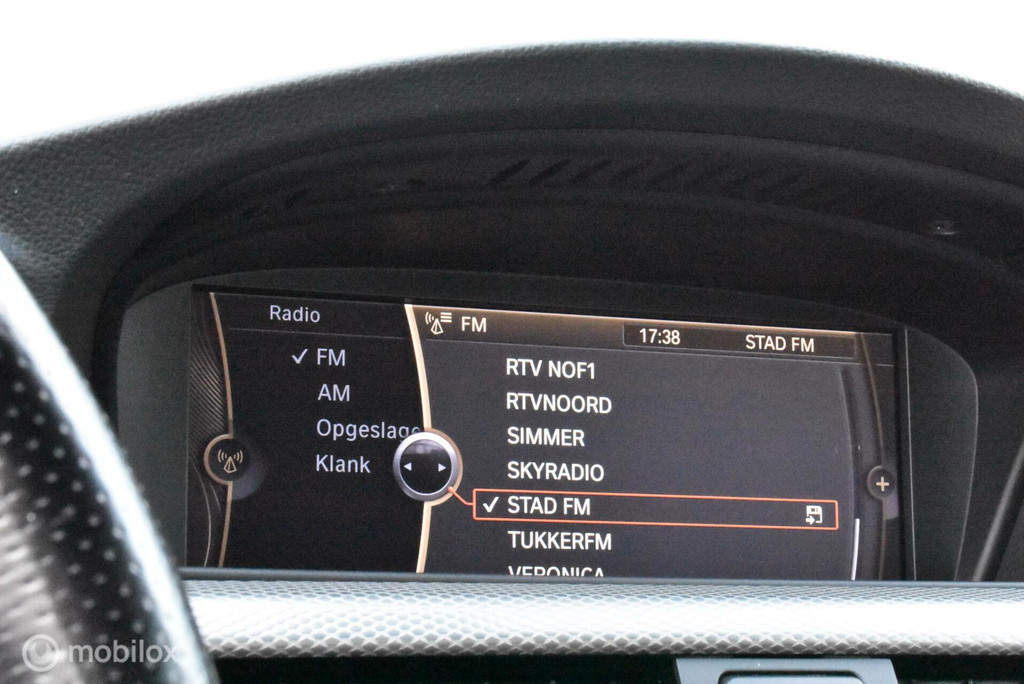 Radio
FM
AM
Opgeslage
Klank
FM 17:38 STAD FM
RTV NOF1
RTVNOORD
SIMMER
SKYRADIO
STAD FM
TUKKERFM
VERONICA
mobilox